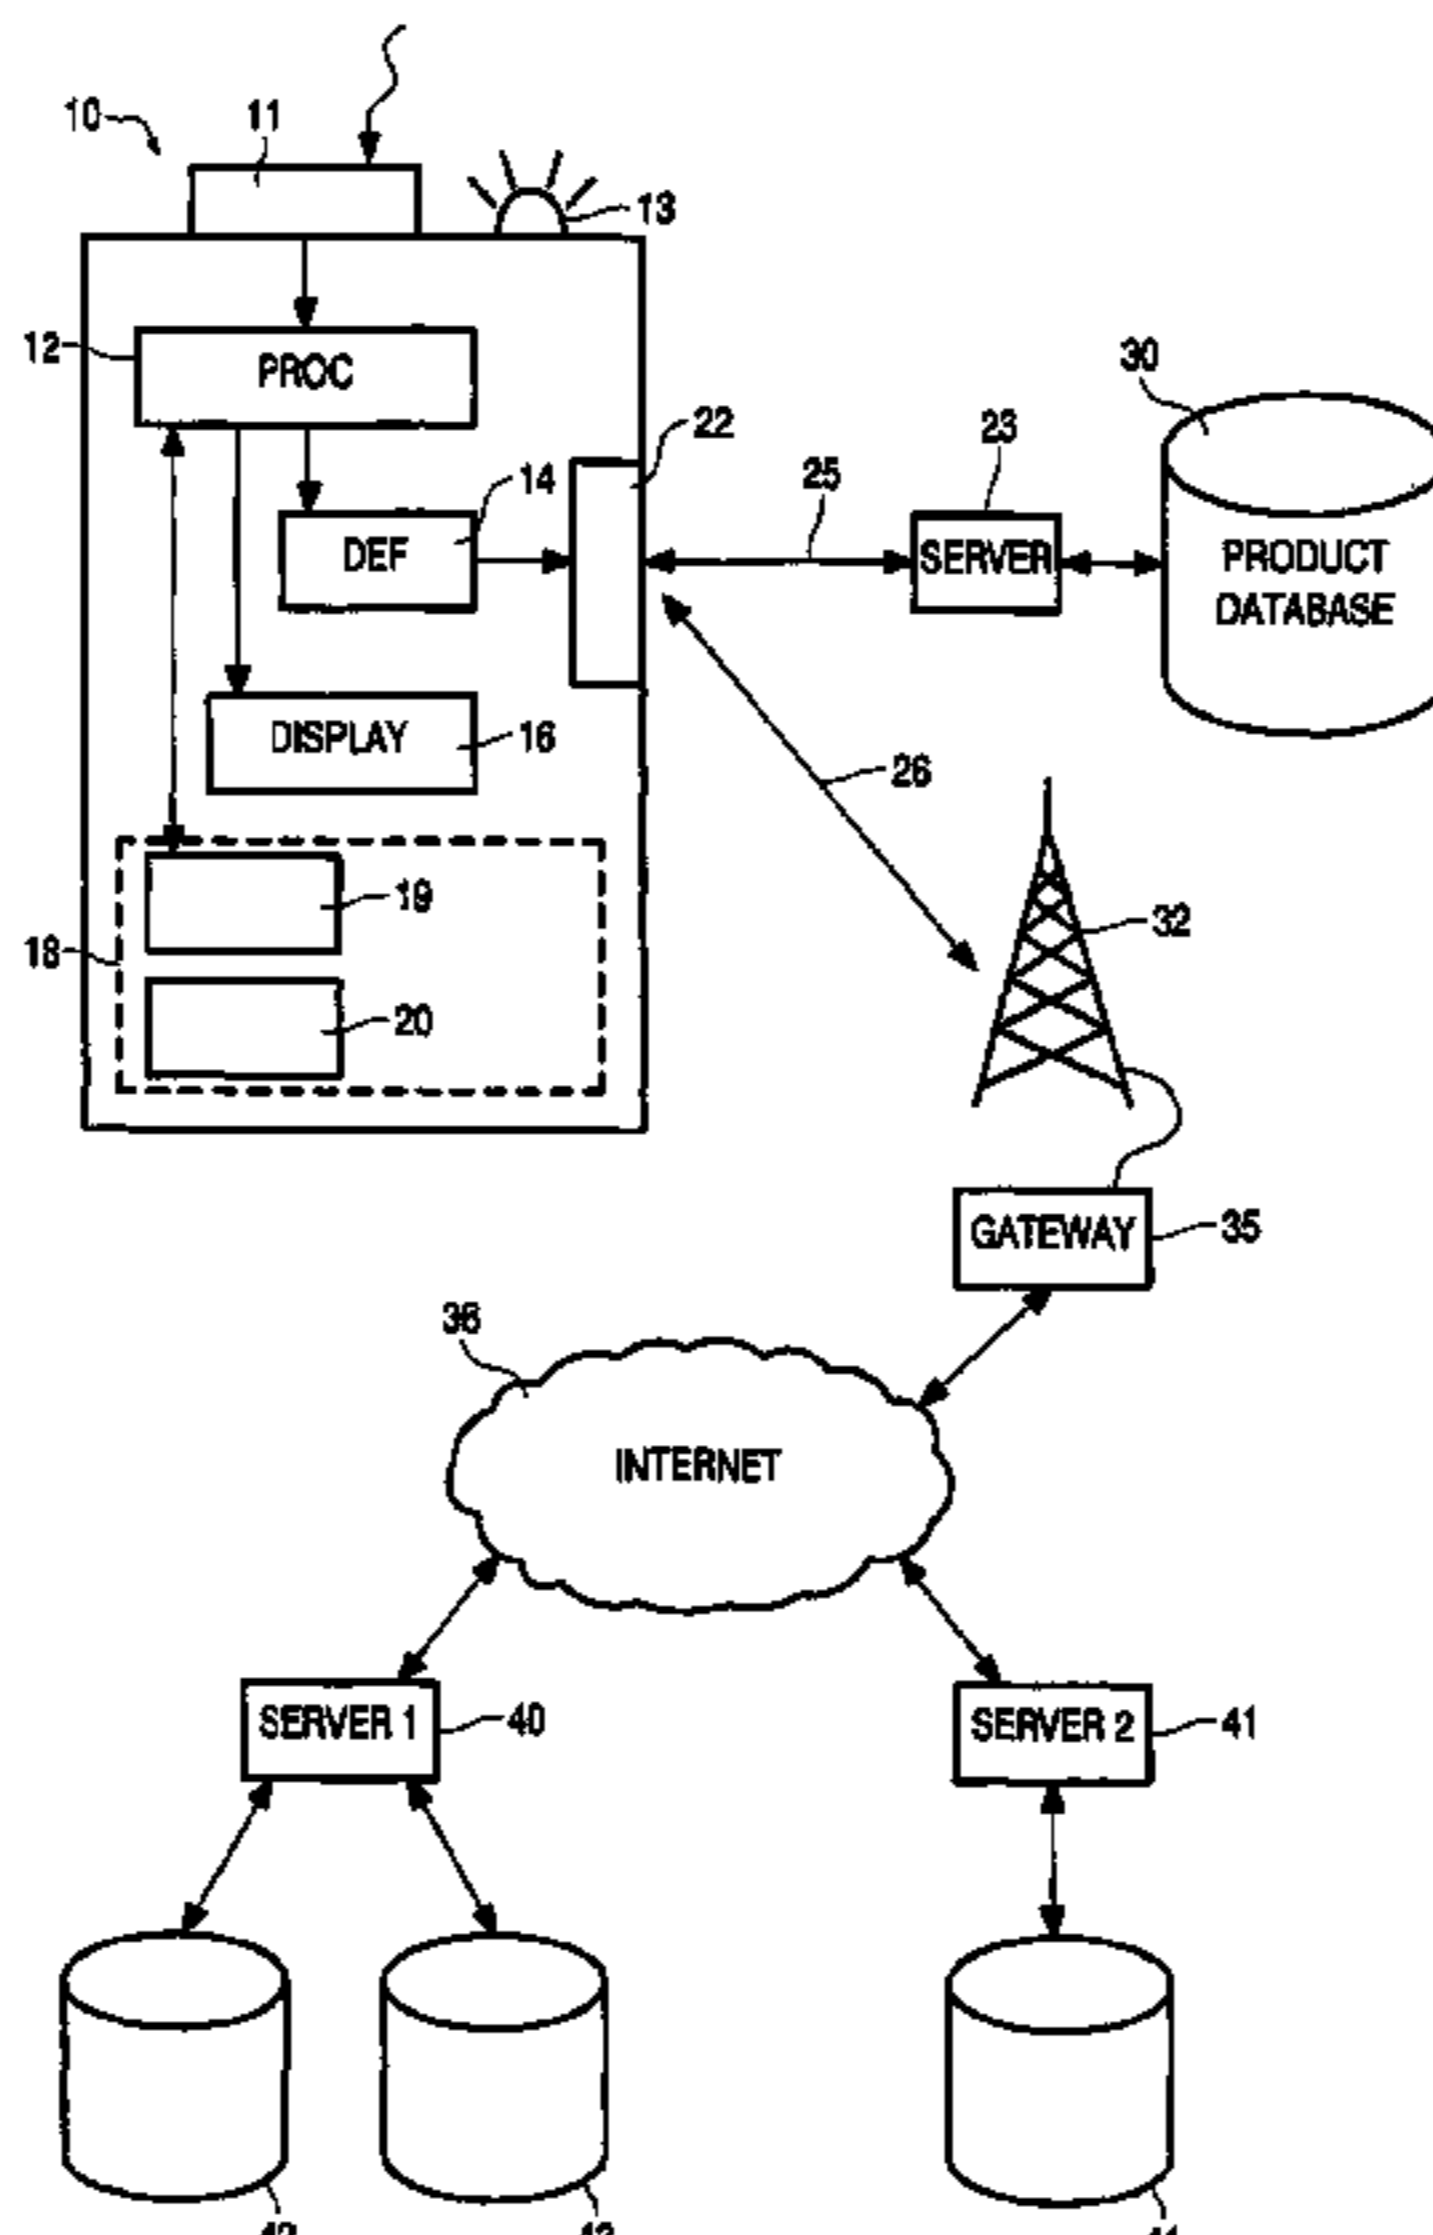 10
11
13
12
PROC
30
22
23
14
25
DEF
SERVER
PRODUCT
DATABASE
DISPLAY
16
26
19
32
18
20
GATEWAY
35
36
INTERNET
SERVER 1
40
SERVER 2
41